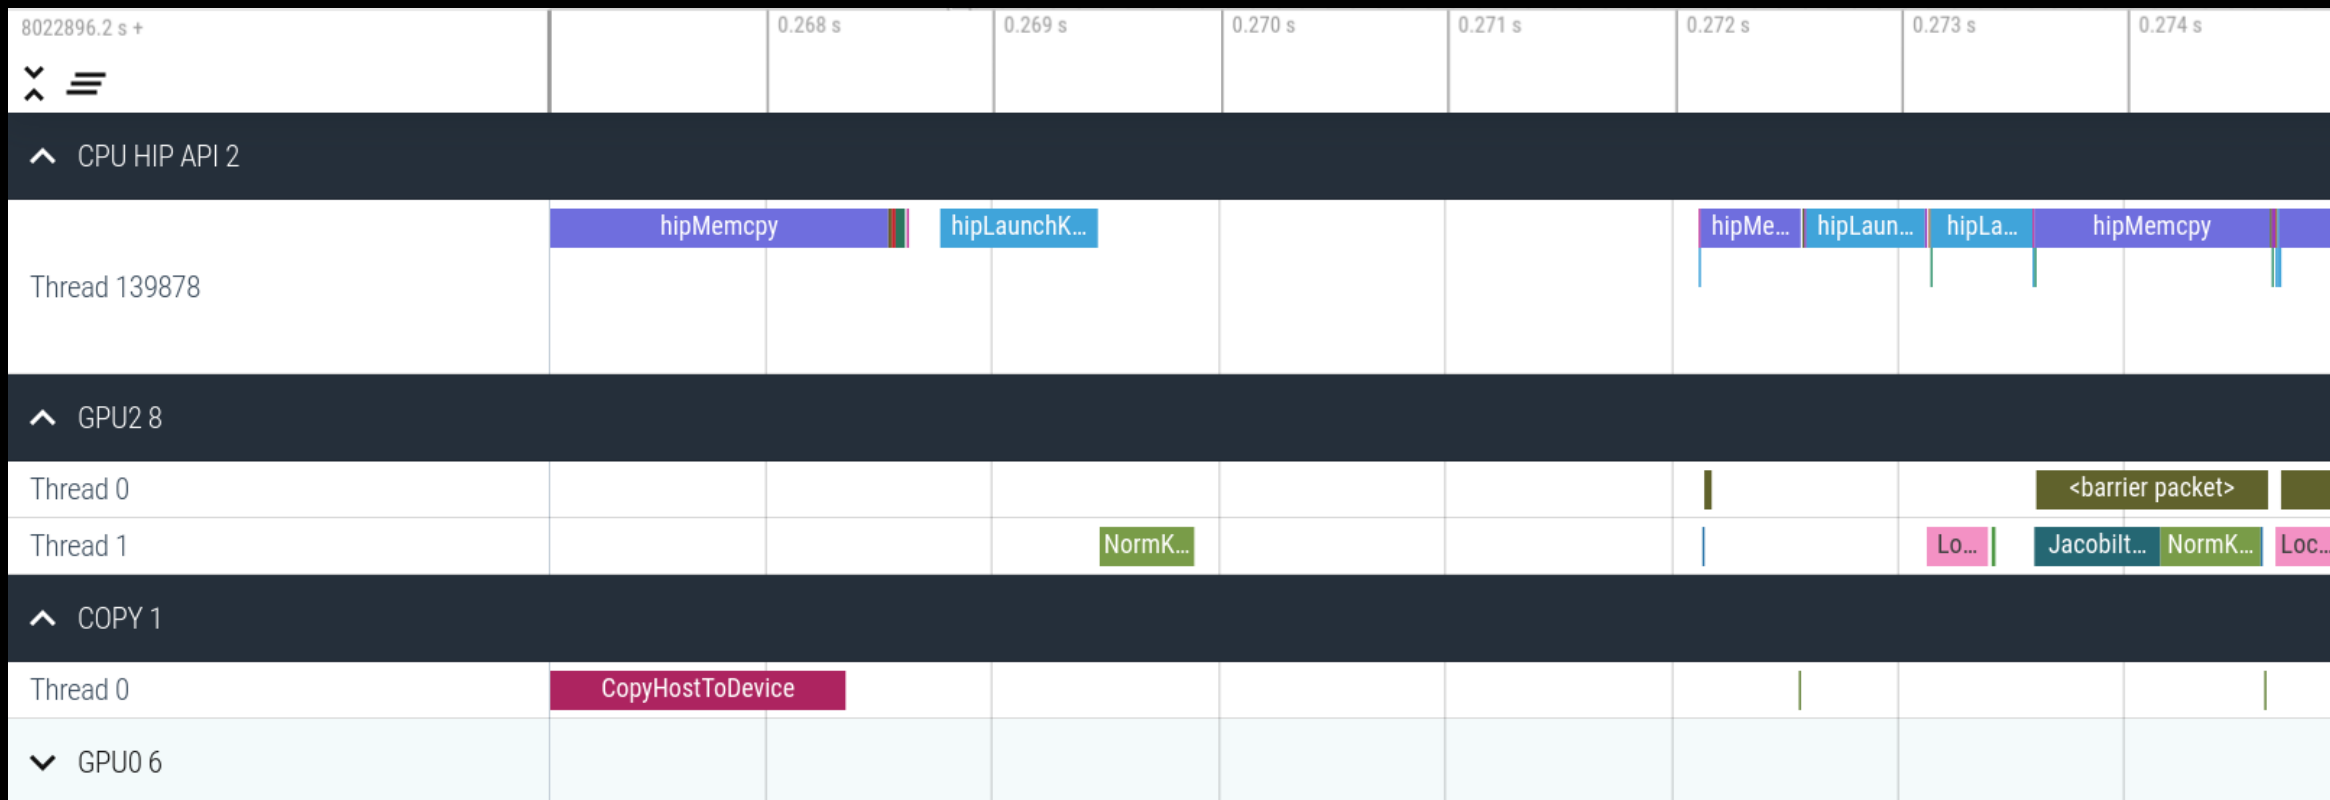 8022896.2 s + 0.268 s 0.269 s 0.270 s 0.271 s 0.272 s 0.273 s 0.274 s
CPU HIP API 2
hipMemcpy hipLaunchK... hipMe... hipLaun... hipLa... hipMemcpy
Thread 139878
GPU2 8
Thread 0 <barrier packet>
Thread 1 NormK... Lo... JacobiIt... NormK... Loc...
COPY 1
Thread 0 CopyHostToDevice
GPU0 6